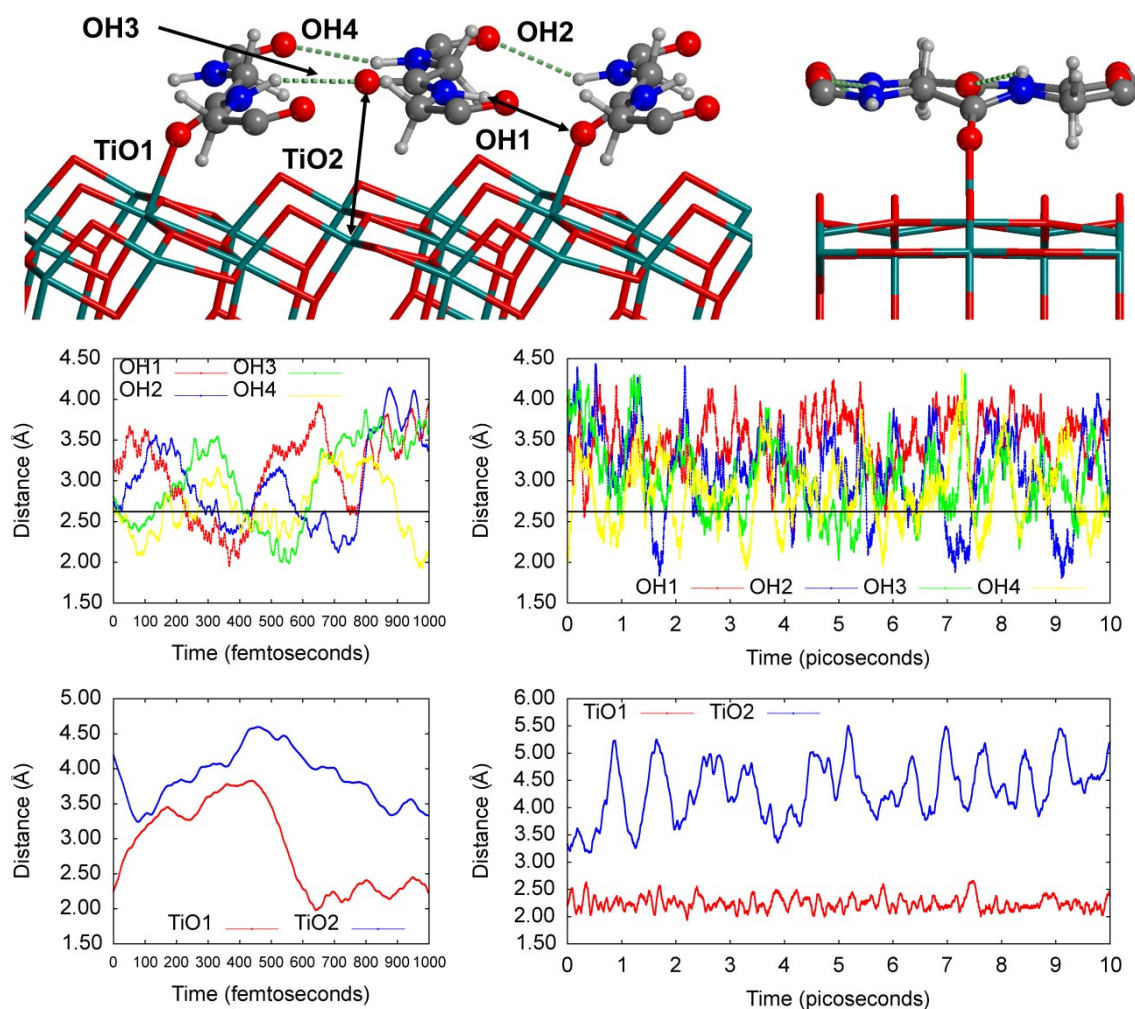 OH3
OH4
OH2
TiO1
TiO2
OH1
4.50
4.00
3.50
3.00
2.50
2.00
1.50
Distance (Å)
OH1 OH3
OH2 OH4
0 100 200 300 400 500 600 700 800 900 1000
Time (femtoseconds)
4.50
4.00
3.50
3.00
2.50
2.00
1.50
Distance (Å)
OH1 OH2 OH3 OH4
0 1 2 3 4 5 6 7 8 9 10
Time (picoseconds)
5.00
4.50
4.00
3.50
3.00
2.50
2.00
1.50
Distance (Å)
TiO1 TiO2
0 100 200 300 400 500 600 700 800 900 1000
Time (femtoseconds)
6.00
5.50
5.00
4.50
4.00
3.50
3.00
2.50
2.00
1.50
Distance (Å)
TiO1 TiO2
0 1 2 3 4 5 6 7 8 9 10
Time (picoseconds)